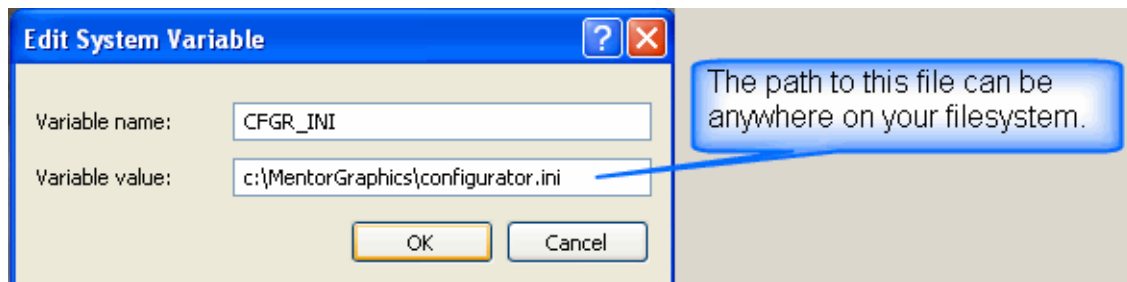 Edit System Variable
The path to this file can be
anywhere on your filesystem.
Variable name: CFGR_INI
Variable value: c:\MentorGraphics\configurator.ini
OK Cancel